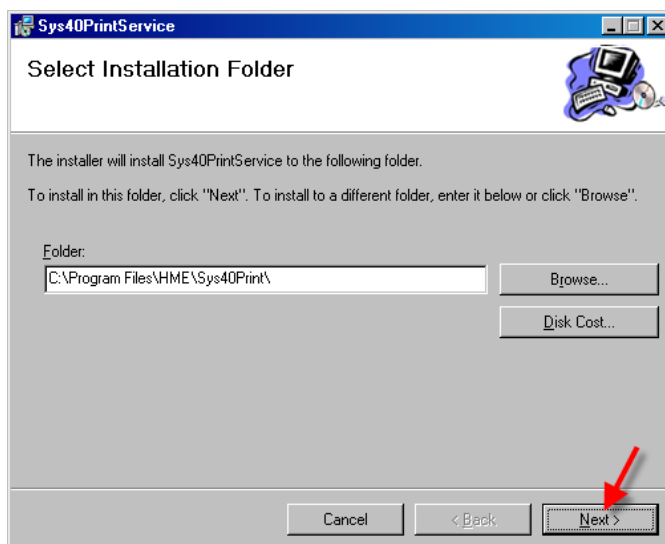 Sys40PrintService
Select Installation Folder
The installer will install Sys40PrintService to the following folder.
To install in this folder, click "Next". To install to a different folder, enter it below or click "Browse".
Folder:
C:\Program Files\HME\Sys40Print\
Browse...
Disk Cost...
Cancel
< Back
Next >